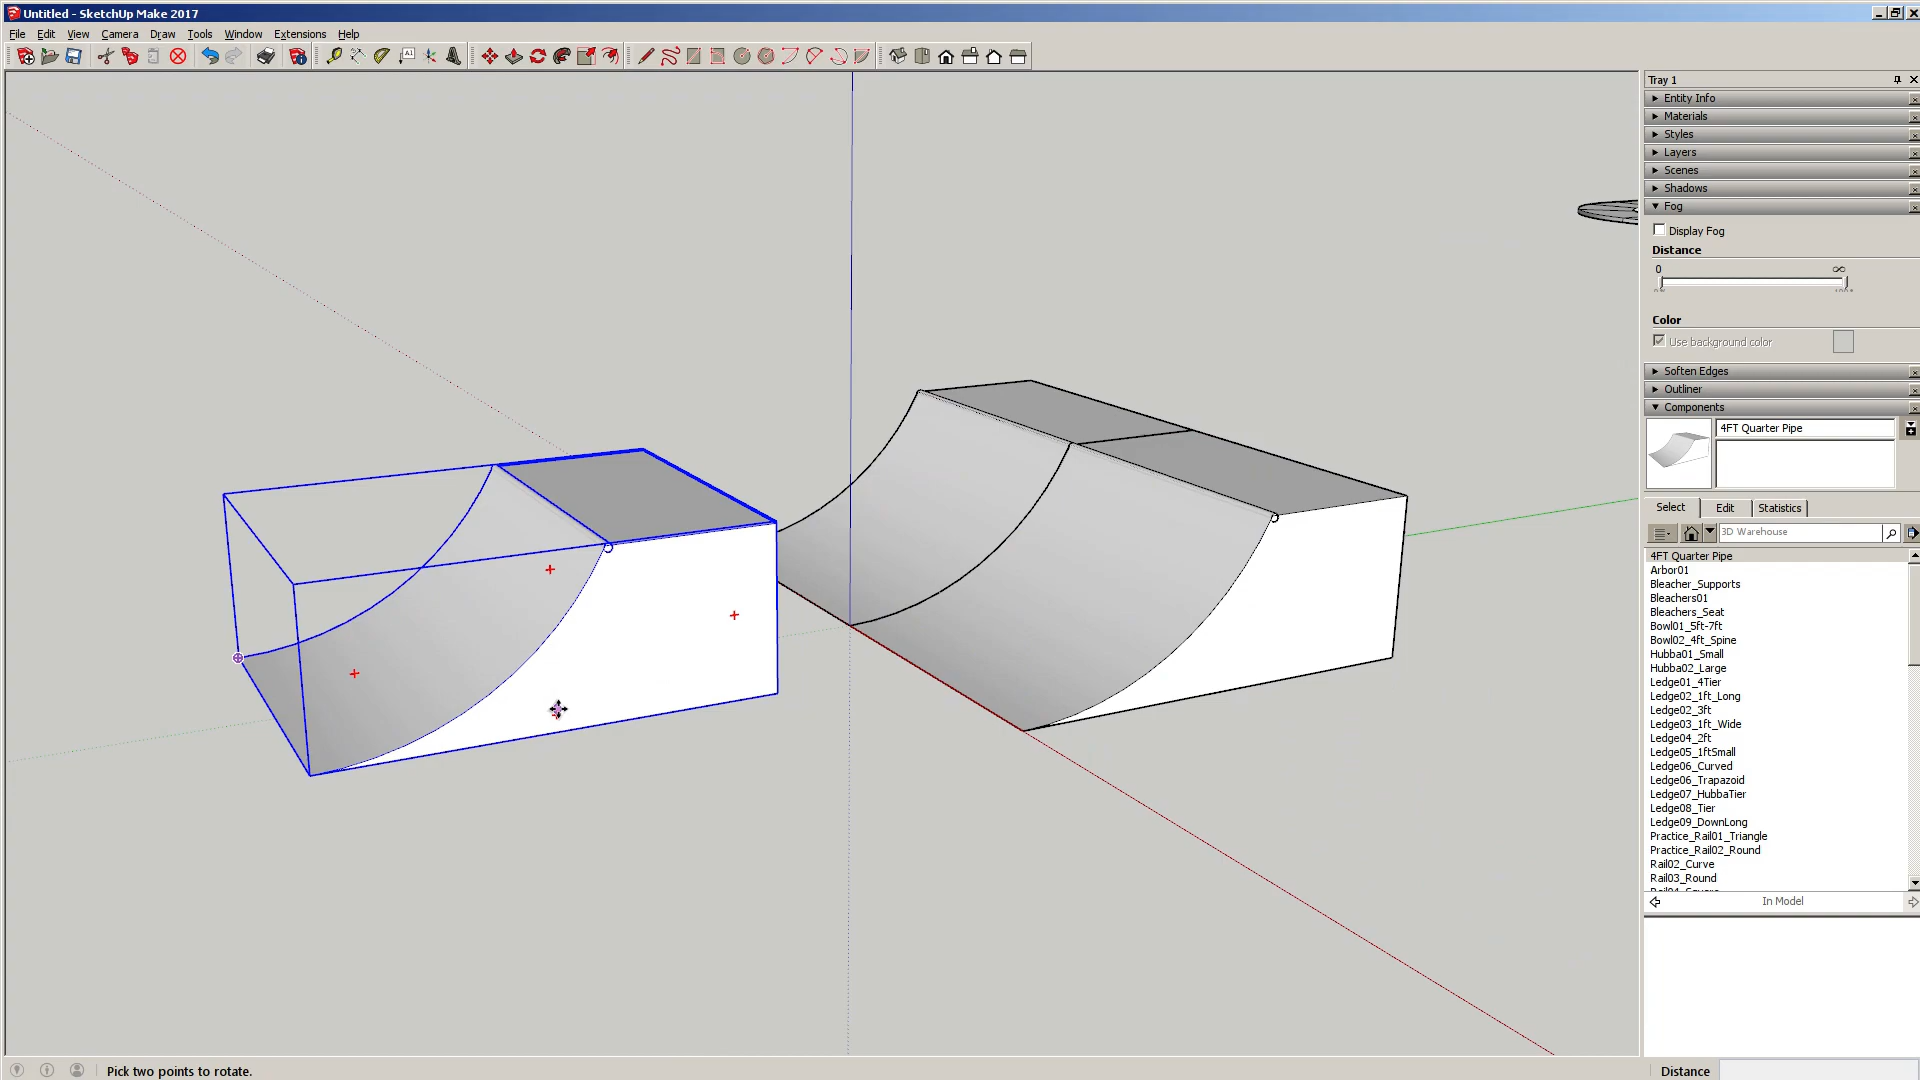 Untitled - SketchUp Make 2017
File Edit View Camera Draw Tools Window Extensions Help
A1
Tray 1
Entity Info
Materials
Styles
Layers
Scenes
Shadows
Fog
Display Fog
Distance
0 ∞
Color
Use background color
Soften Edges
Outliner
Components
4FT Quarter Pipe
Select Edit Statistics
3D Warehouse
4FT Quarter Pipe
Arbor01
Bleacher_Supports
Bleachers01
Bleachers_Seat
Bowl01_5ft-7ft
Bowl02_4ft_Spine
Hubba01_Small
Hubba02_Large
Ledge01_4Tier
Ledge02_1ft_Long
Ledge02_3ft
Ledge03_1ft_Wide
Ledge04_2ft
Ledge05_1ftSmall
Ledge06_Curved
Ledge06_Trapazoid
Ledge07_HubbaTier
Ledge08_Tier
Ledge09_DownLong
Practice_Rail01_Triangle
Practice_Rail02_Round
Rail02_Curve
Rail03_Round
In Model
Pick two points to rotate.
Distance